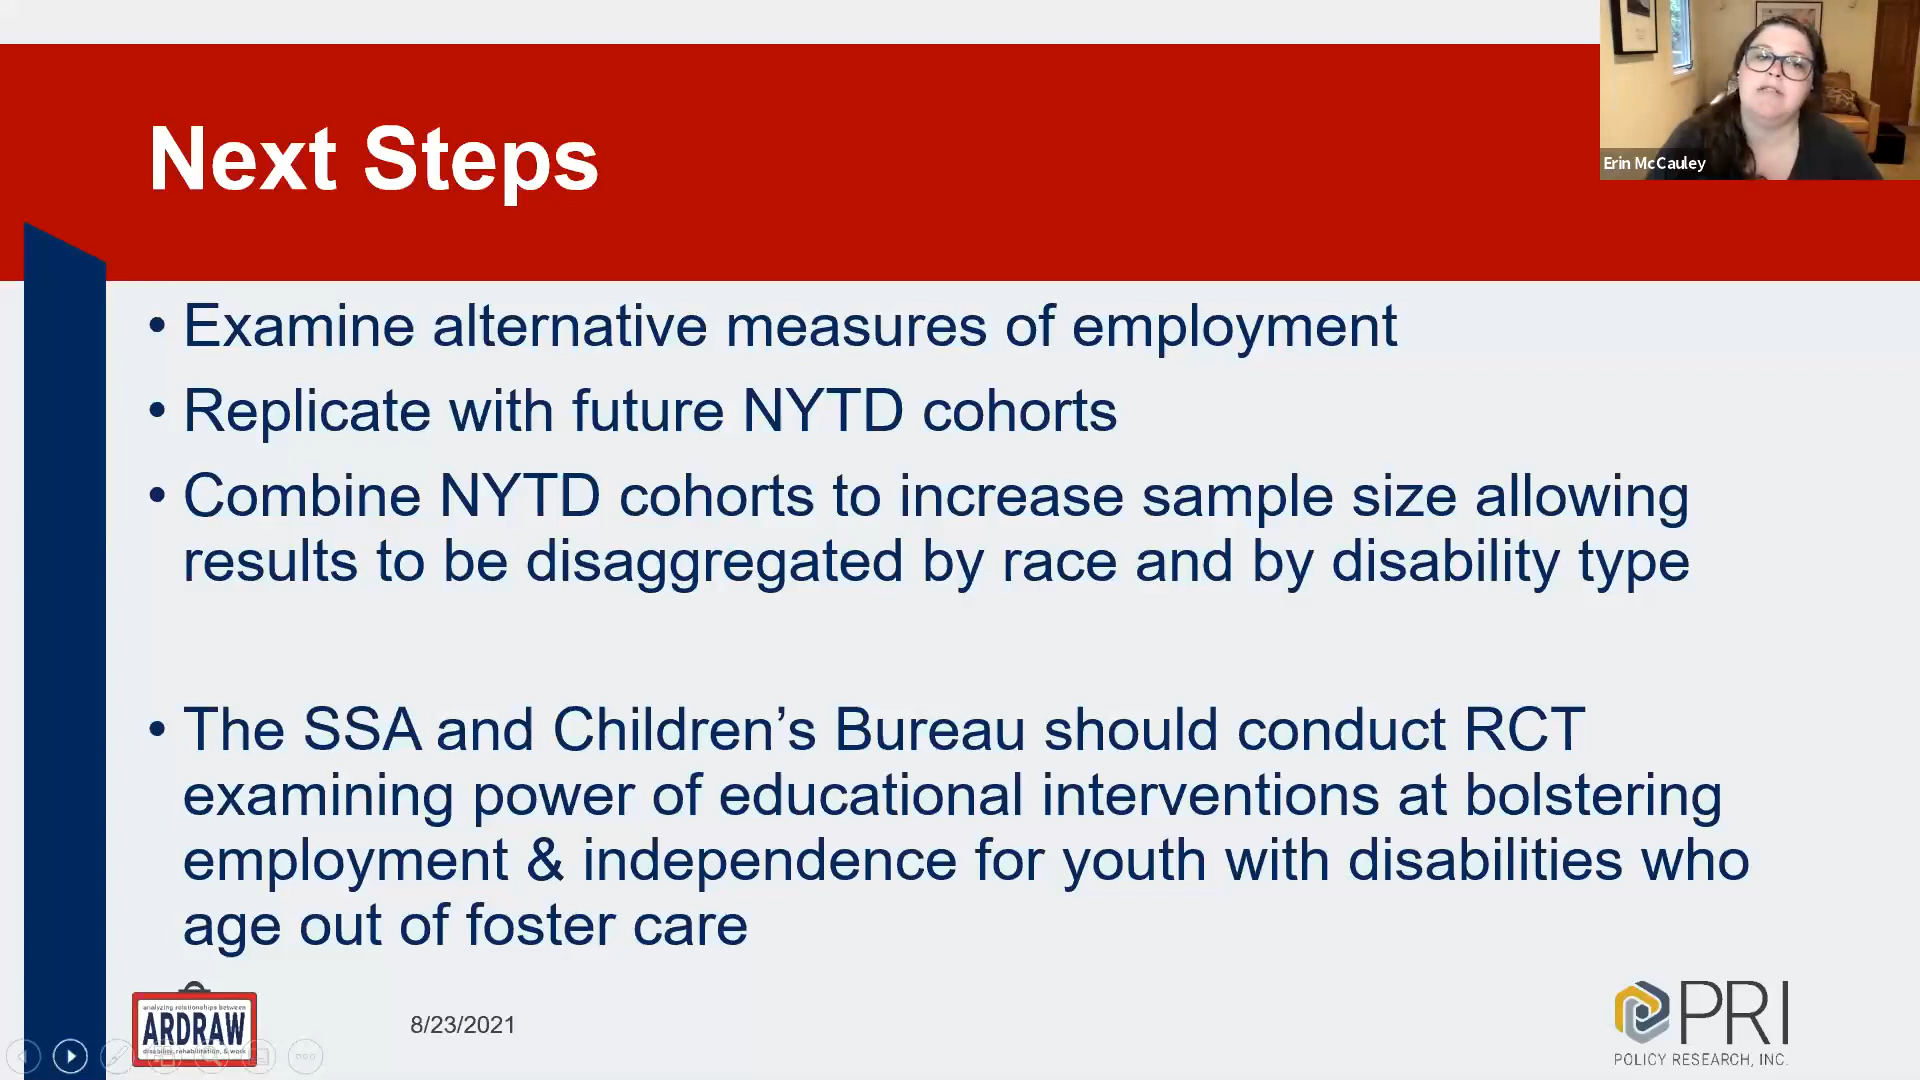 Next Steps
Erin McCauley
• Examine alternative measures of employment
• Replicate with future NYTD cohorts
• Combine NYTD cohorts to increase sample size allowing
results to be disaggregated by race and by disability type
• The SSA and Children’s Bureau should conduct RCT
examining power of educational interventions at bolstering
employment & independence for youth with disabilities who
age out of foster care
analyzing relationships between
ARDRAW
disability, rehabilitation, & work
8/23/2021
PRI
POLICY RESEARCH, INC.